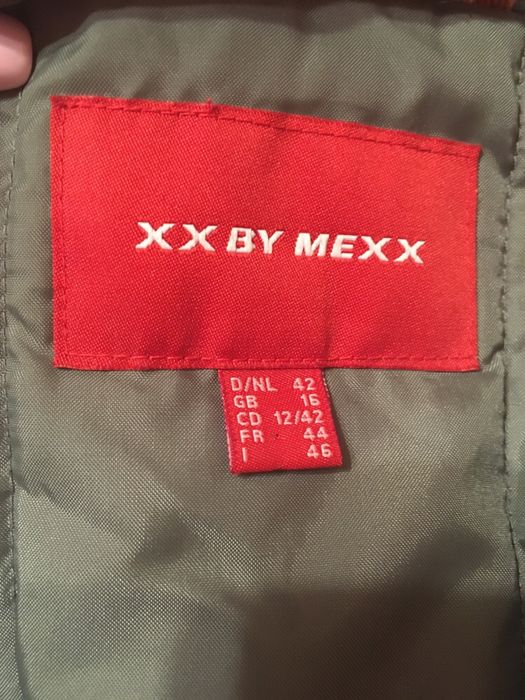 XX BY MEXX
D/NL 42
GB 16
CD 12/42
FR 44
I 46